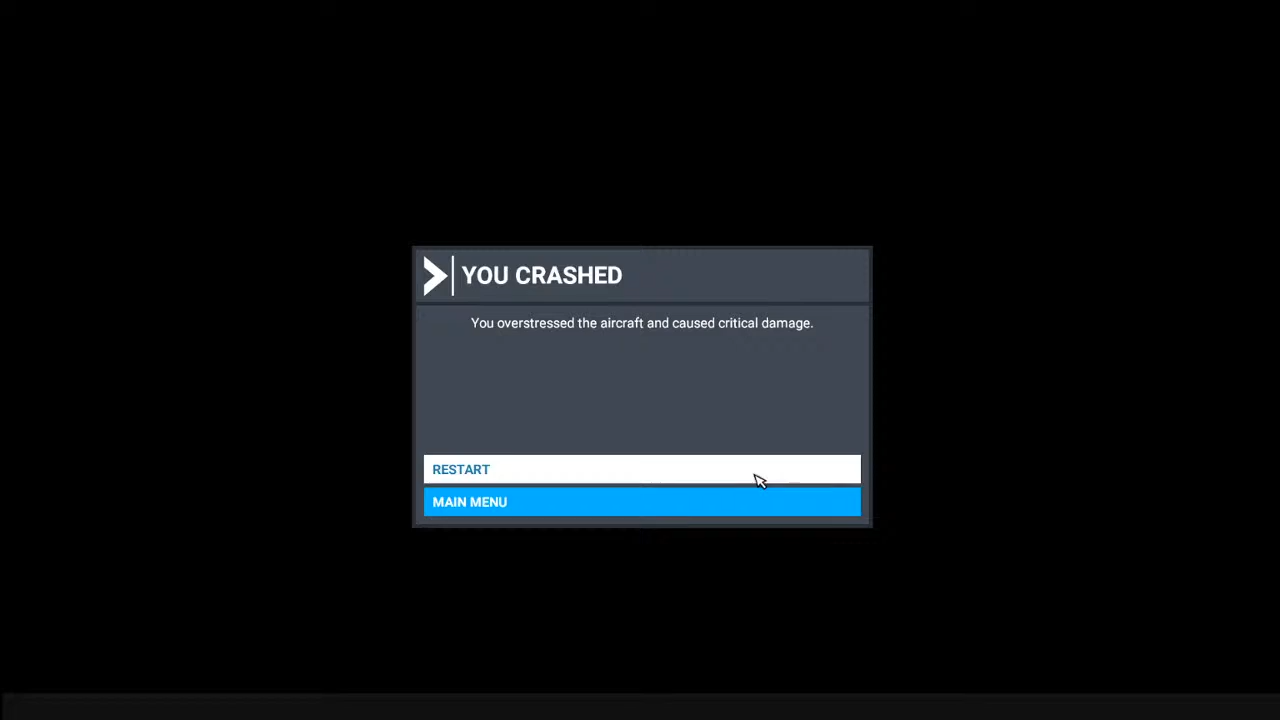 YOU CRASHED
You overstressed the aircraft and caused critical damage.
RESTART
MAIN MENU